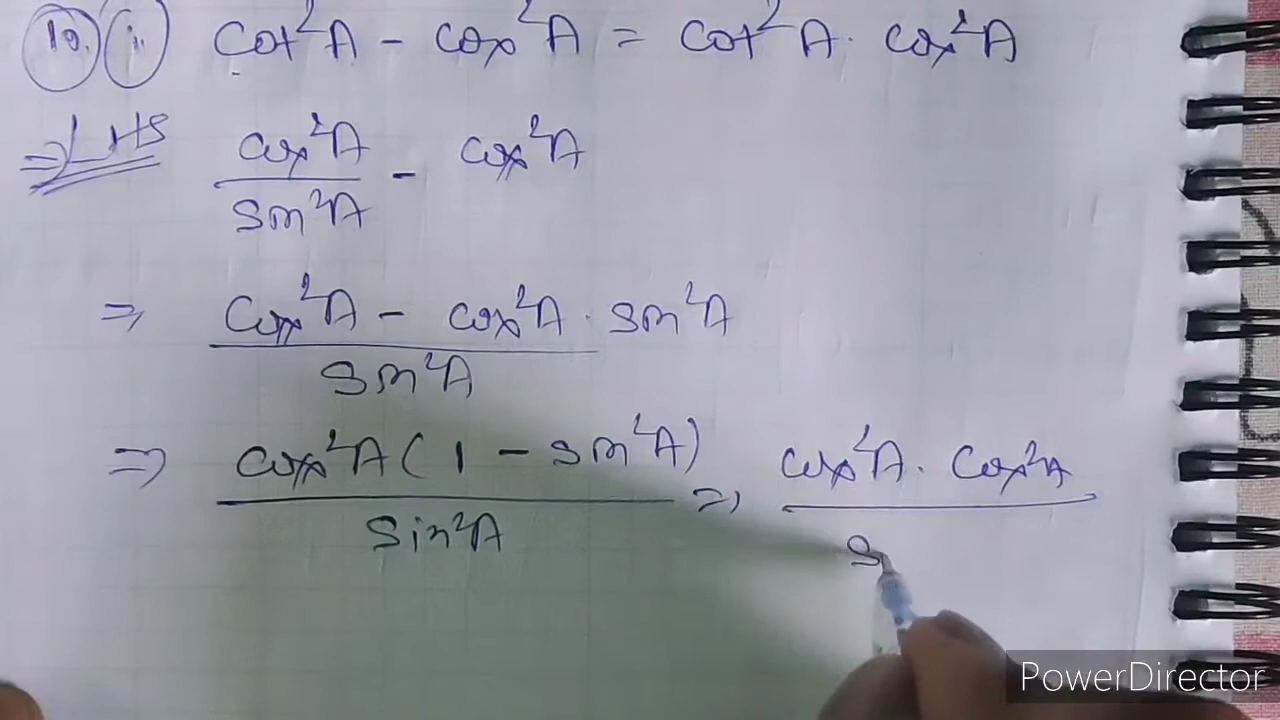 10. i. Cot²A - Cos²A = Cot²A. Cos²A
=> LHS Cos²A / Sin²A - Cos²A
=> Cos²A - Cos²A. Sin²A / Sin²A
=> Cos²A (1 - Sin²A) / Sin²A => Cos²A. Cos²A / S
PowerDirector